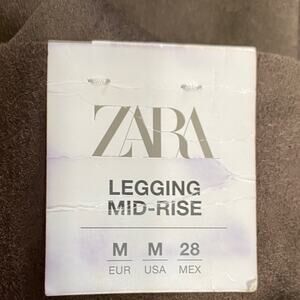 ZARA
LEGGING
MID-RISE
M M 28
EUR USA MEX